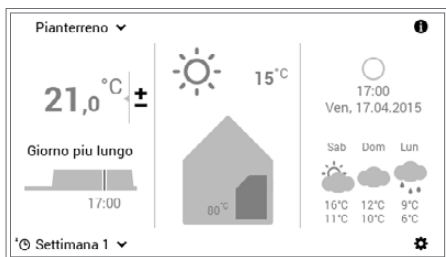 Pianterreno
21,0 °C ±
Giorno piu lungo
17:00
Settimana 1
15°C
80°C
17:00
Ven, 17.04.2015
Sab Dom Lun
16°C 12°C 9°C
11°C 10°C 6°C